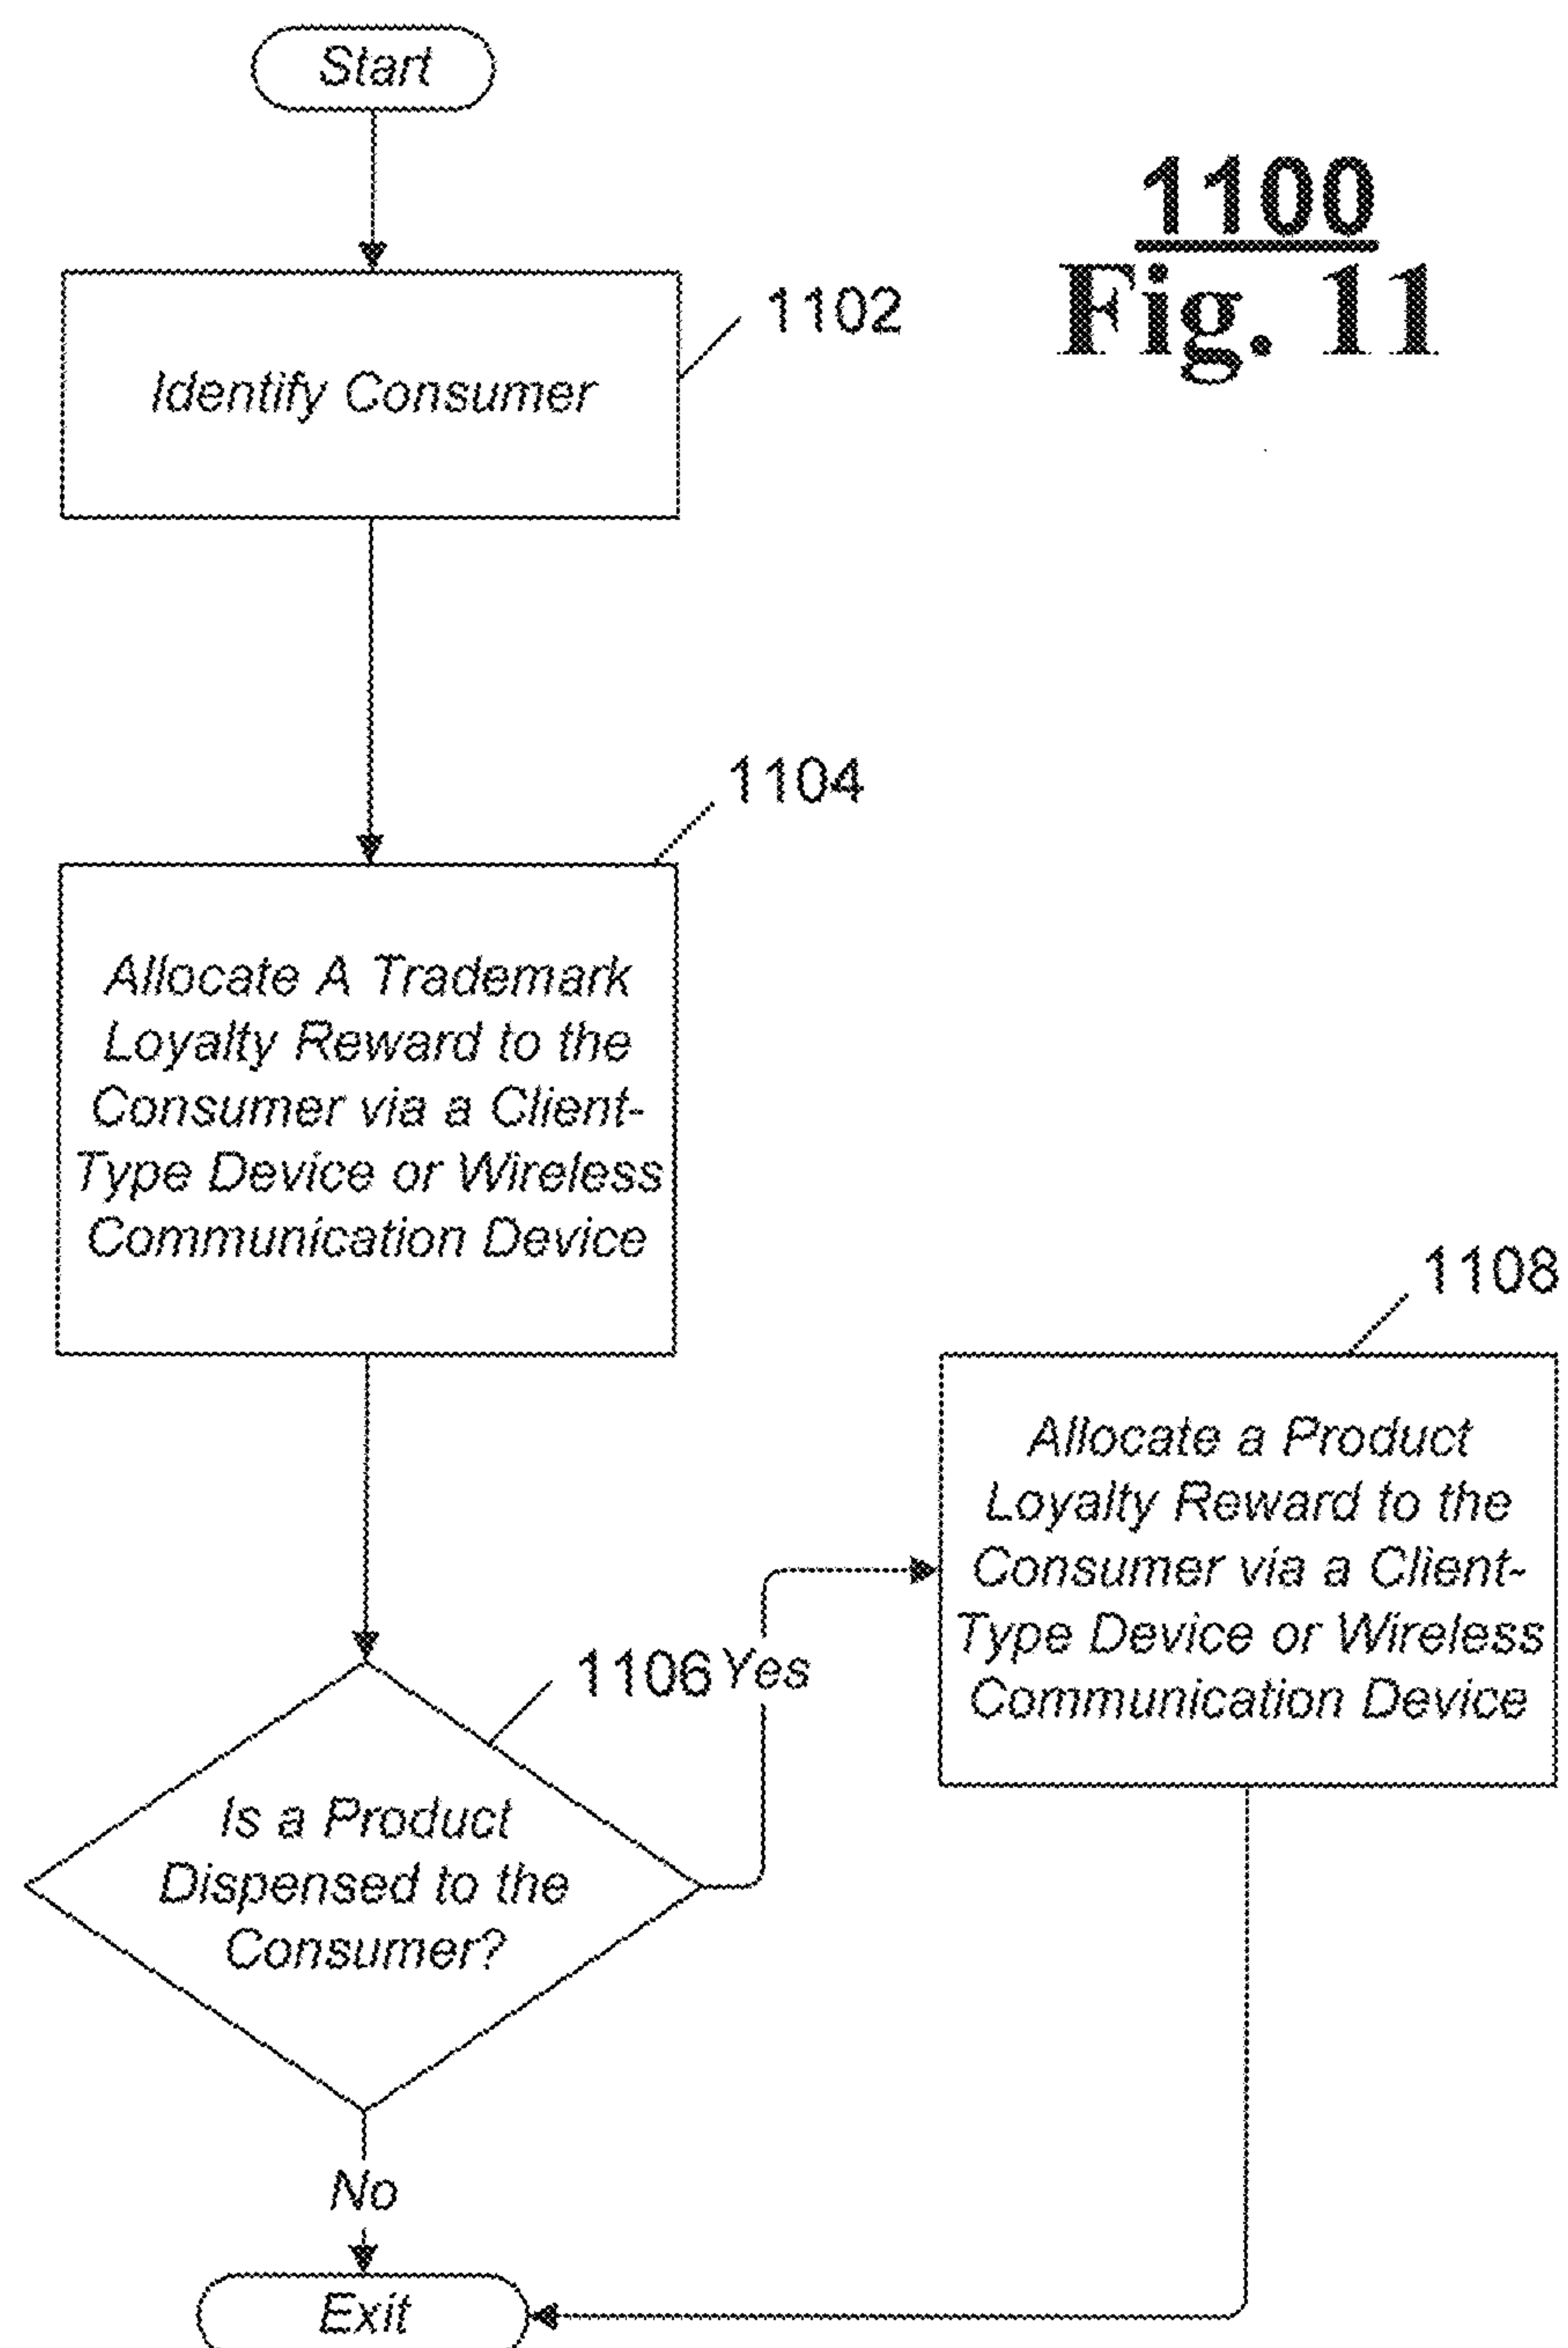 Start
1100
Fig. 11
1102
Identify Consumer
1104
Allocate A Trademark
Loyalty Reward to the
Consumer via a Client-
Type Device or Wireless
Communication Device
1108
Allocate a Product
Loyalty Reward to the
Consumer via a Client-
Type Device or Wireless
Communication Device
1106
Yes
Is a Product
Dispensed to the
Consumer?
No
Exit